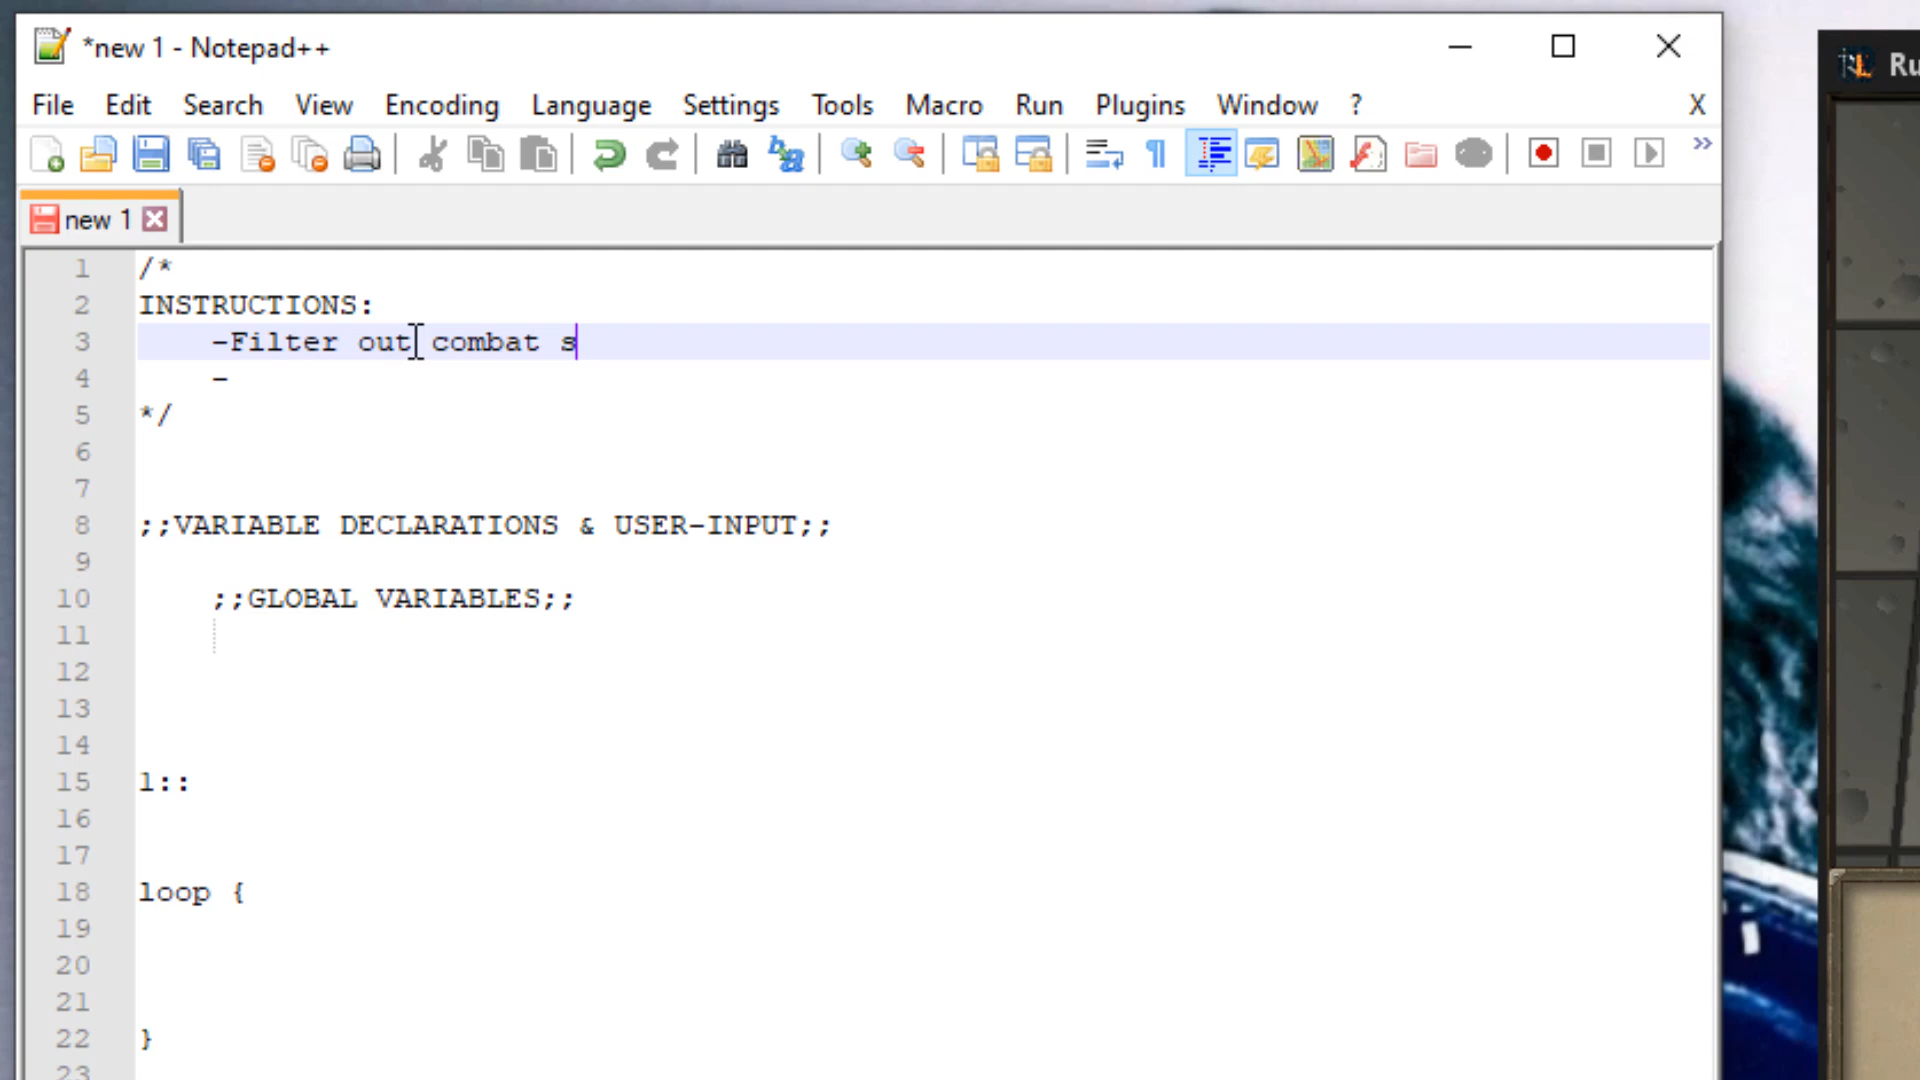 *new 1 - Notepad++
Ru
File Edit Search View Encoding Language Settings Tools Macro Run Plugins Window ? X
new 1
1 /*
2 INSTRUCTIONS:
3 -Filter out combat s
4 -
5 */
6
7
8 ;;VARIABLE DECLARATIONS & USER-INPUT;;
9
10 ;;GLOBAL VARIABLES;;
11
12
13
14
15 1::
16
17
18 loop {
19
20
21
22 }
23